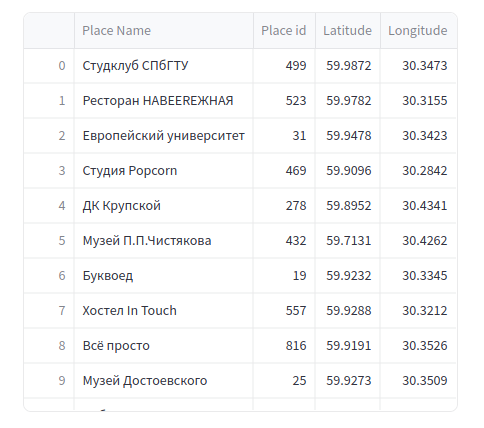 Place Name Place id Latitude Longitude
0 Студклуб СПбГТУ 499 59.9872 30.3473
1 Ресторан HABEEREЖНАЯ 523 59.9782 30.3155
2 Европейский университет 31 59.9478 30.3423
3 Студия Popcorn 469 59.9096 30.2842
4 ДК Крупской 278 59.8952 30.4341
5 Музей П.П.Чистякова 432 59.7131 30.4262
6 Буквоед 19 59.9232 30.3345
7 Хостел In Touch 557 59.9288 30.3212
8 Всё просто 816 59.9191 30.3526
9 Музей Достоевского 25 59.9273 30.3509